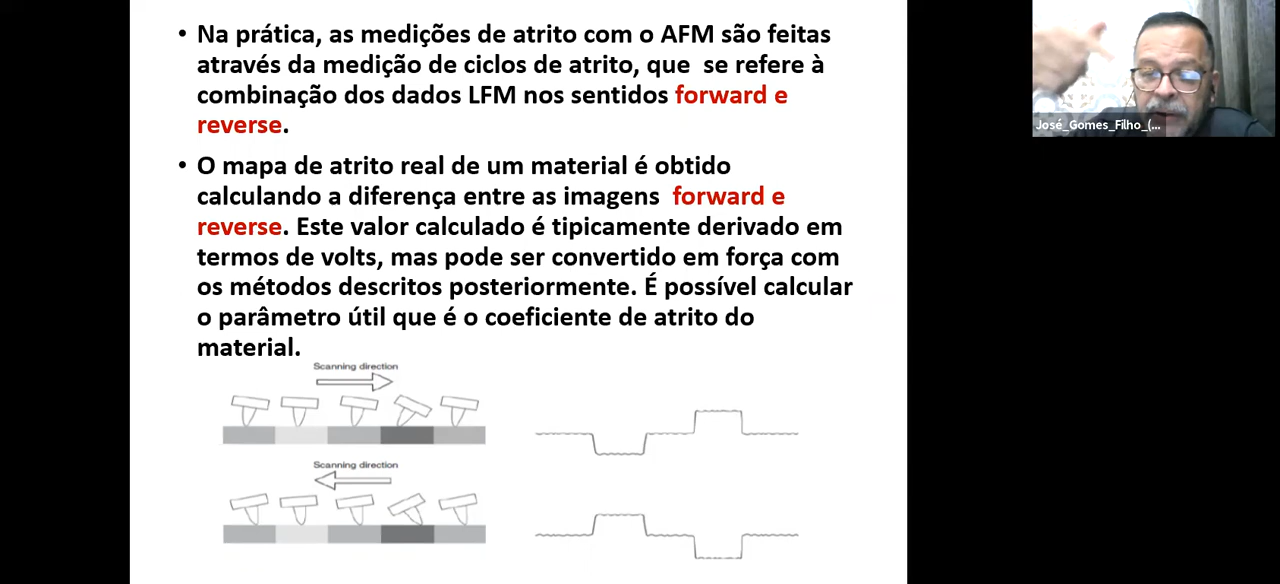 • Na prática, as medições de atrito com o AFM são feitas
através da medição de ciclos de atrito, que se refere à
combinação dos dados LFM nos sentidos forward e
reverse.
• O mapa de atrito real de um material é obtido
calculando a diferença entre as imagens forward e
reverse. Este valor calculado é tipicamente derivado em
termos de volts, mas pode ser convertido em força com
os métodos descritos posteriormente. É possível calcular
o parâmetro útil que é o coeficiente de atrito do
material.
Scanning direction
Scanning direction
José_Gomes_Filho_(...